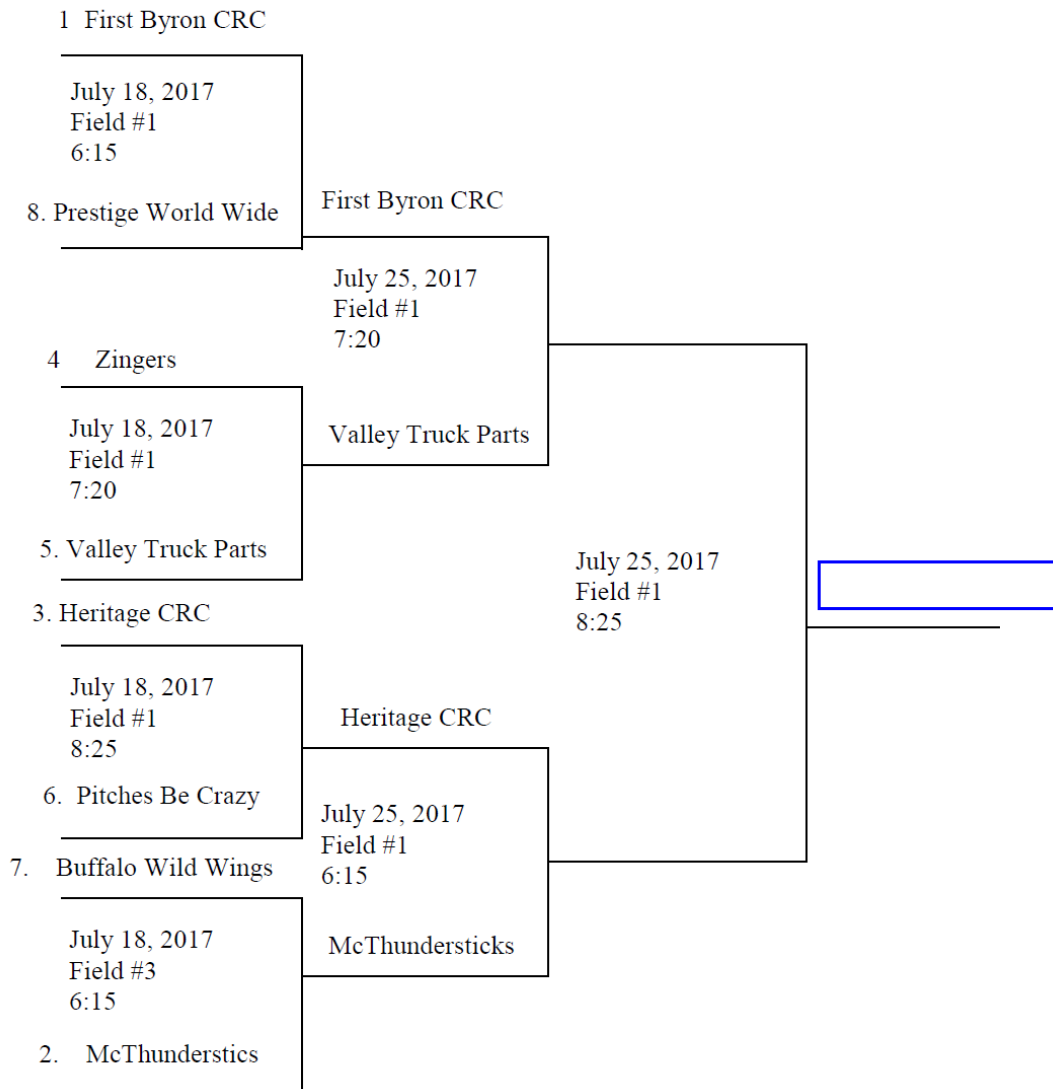 1 First Byron CRC
July 18, 2017
Field #1
6:15
8. Prestige World Wide
First Byron CRC
July 25, 2017
Field #1
7:20
4 Zingers
July 18, 2017
Field #1
7:20
Valley Truck Parts
5. Valley Truck Parts
July 25, 2017
Field #1
8:25
3. Heritage CRC
July 18, 2017
Field #1
8:25
Heritage CRC
6. Pitches Be Crazy
July 25, 2017
Field #1
6:15
7. Buffalo Wild Wings
July 18, 2017
Field #3
6:15
McThundersticks
2. McThunderstics